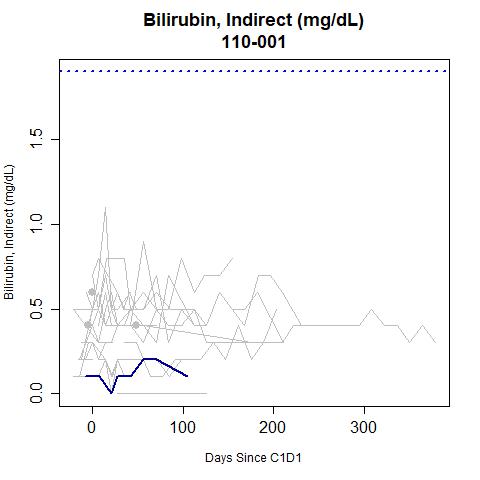 Bilirubin, Indirect (mg/dL)
110-001
Bilirubin, Indirect (mg/dL)
1.5
1.0
0.5
0.0
0 100 200 300
Days Since C1D1